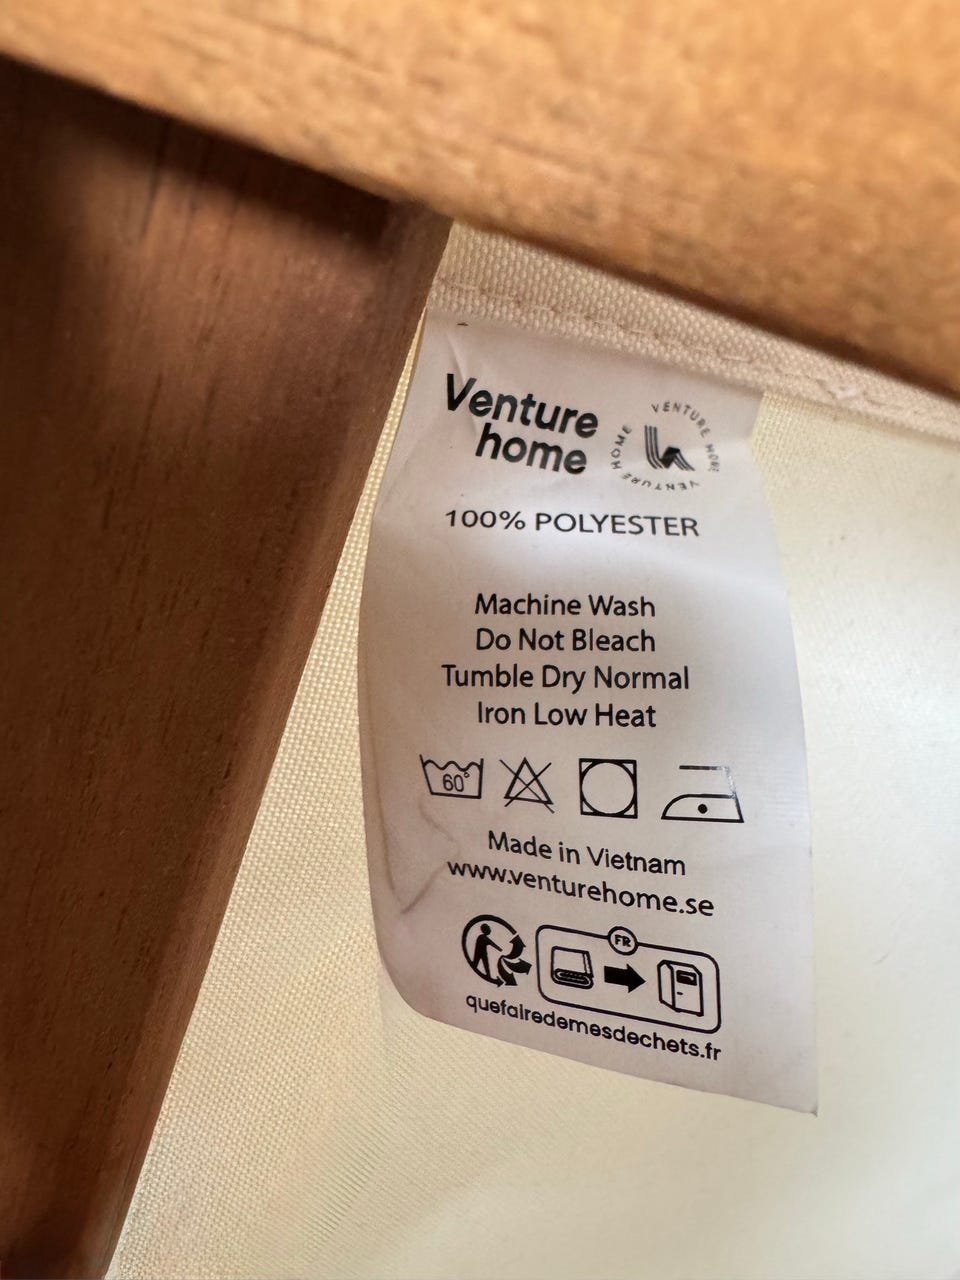 Venture
home
VENTURE HOME VENTURE HOME
100% POLYESTER
Machine Wash
Do Not Bleach
Tumble Dry Normal
Iron Low Heat
60°
Made in Vietnam
www.venturehome.se
FR
quefairedemesdechets.fr